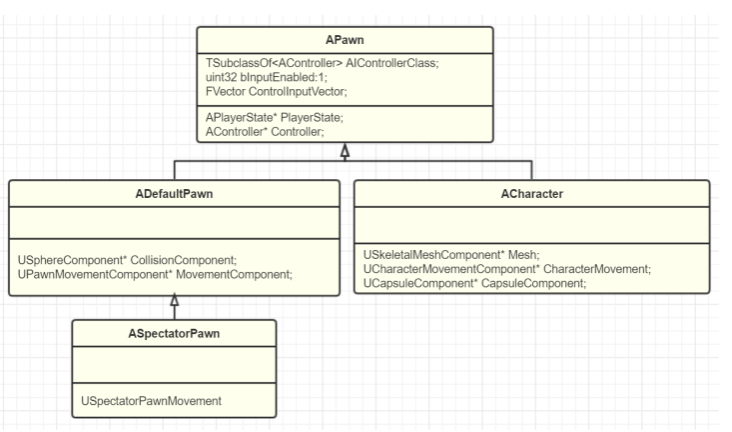 APawn
TSubclassOf<AController> AIControllerClass;
uint32 bInputEnabled:1;
FVector ControlInputVector;
APlayerState* PlayerState;
AController* Controller;
ADefaultPawn
USphereComponent* CollisionComponent;
UPawnMovementComponent* MovementComponent;
ACharacter
USkeletalMeshComponent* Mesh;
UCharacterMovementComponent* CharacterMovement;
UCapsuleComponent* CapsuleComponent;
ASpectatorPawn
USpectatorPawnMovement